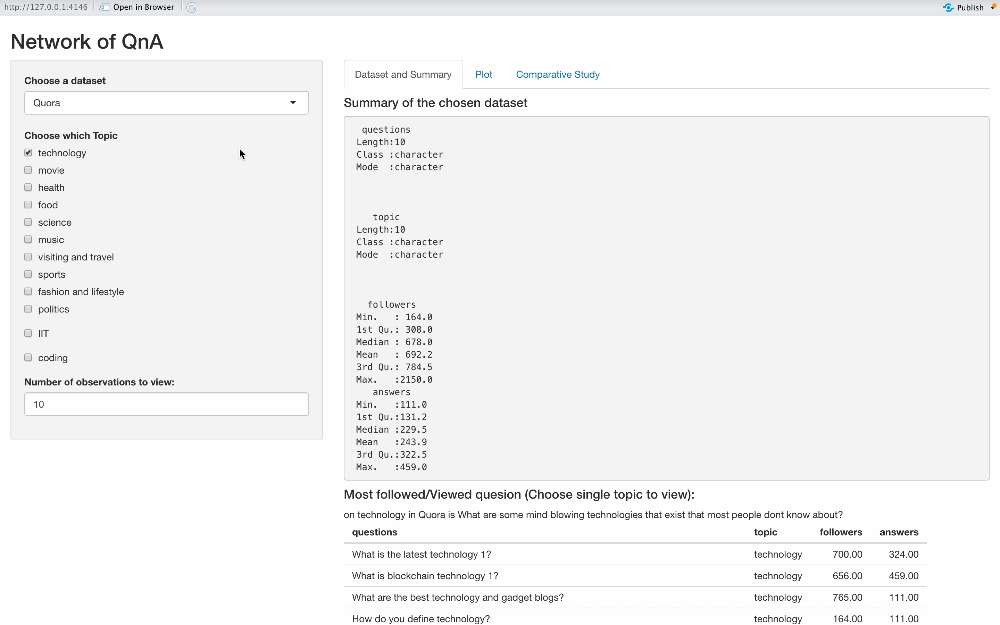 http://127.0.0.1:4146 Open in Browser Publish
Network of QnA
Choose a dataset
Quora
Choose which Topic
technology
movie
health
food
science
music
visiting and travel
sports
fashion and lifestyle
politics
IIT
coding
Number of observations to view:
10
Dataset and Summary Plot Comparative Study
Summary of the chosen dataset
questions
Length:10
Class :character
Mode :character
topic
Length:10
Class :character
Mode :character
followers
Min. : 164.0
1st Qu.: 308.0
Median : 678.0
Mean : 692.2
3rd Qu.: 784.5
Max. :2150.0
answers
Min. :111.0
1st Qu.:131.2
Median :229.5
Mean :243.9
3rd Qu.:322.5
Max. :459.0
Most followed/Viewed quesion (Choose single topic to view):
on technology in Quora is What are some mind blowing technologies that exist that most people dont know about?
questions topic followers answers
What is the latest technology 1? technology 700.00 324.00
What is blockchain technology 1? technology 656.00 459.00
What are the best technology and gadget blogs? technology 765.00 111.00
How do you define technology? technology 164.00 111.00